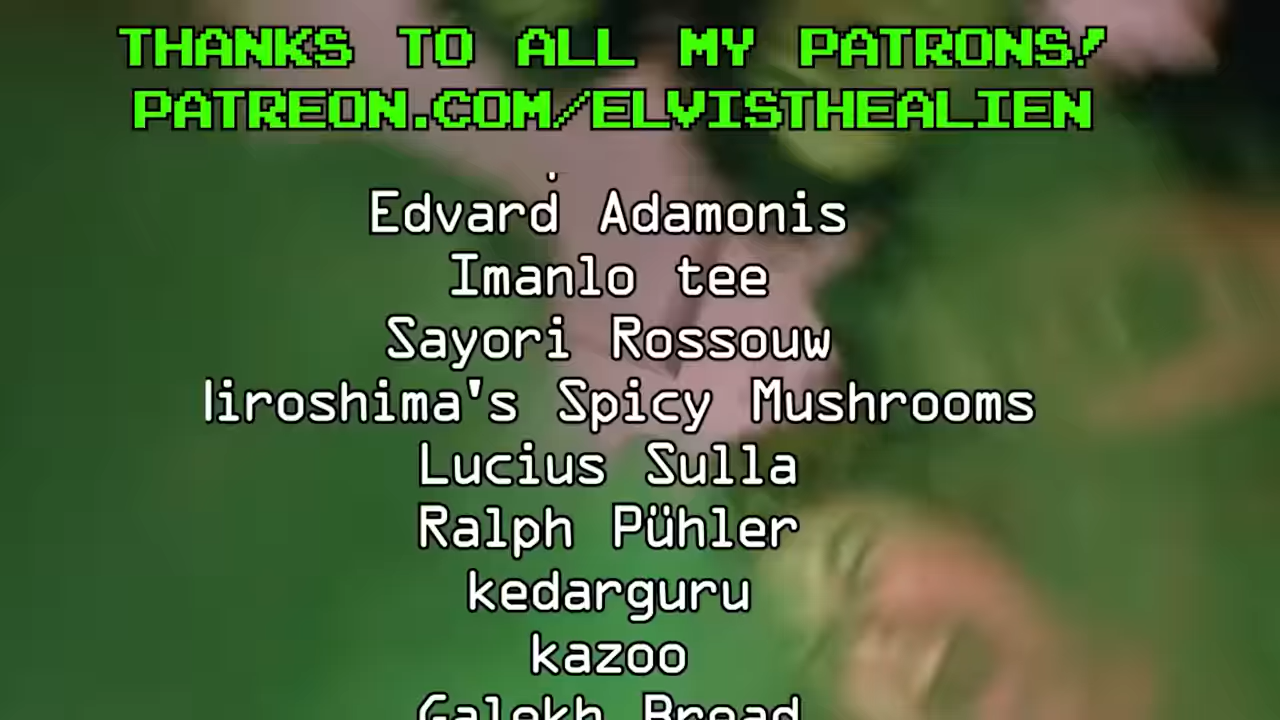 THANKS TO ALL MY PATRONS!
PATREON.COM/ELVISTHEALIEN
Edvard Adamonis
Imanlo tee
Sayori Rossouw
iroshima's Spicy Mushrooms
Lucius Sulla
Ralph Pühler
kedarguru
kazoo